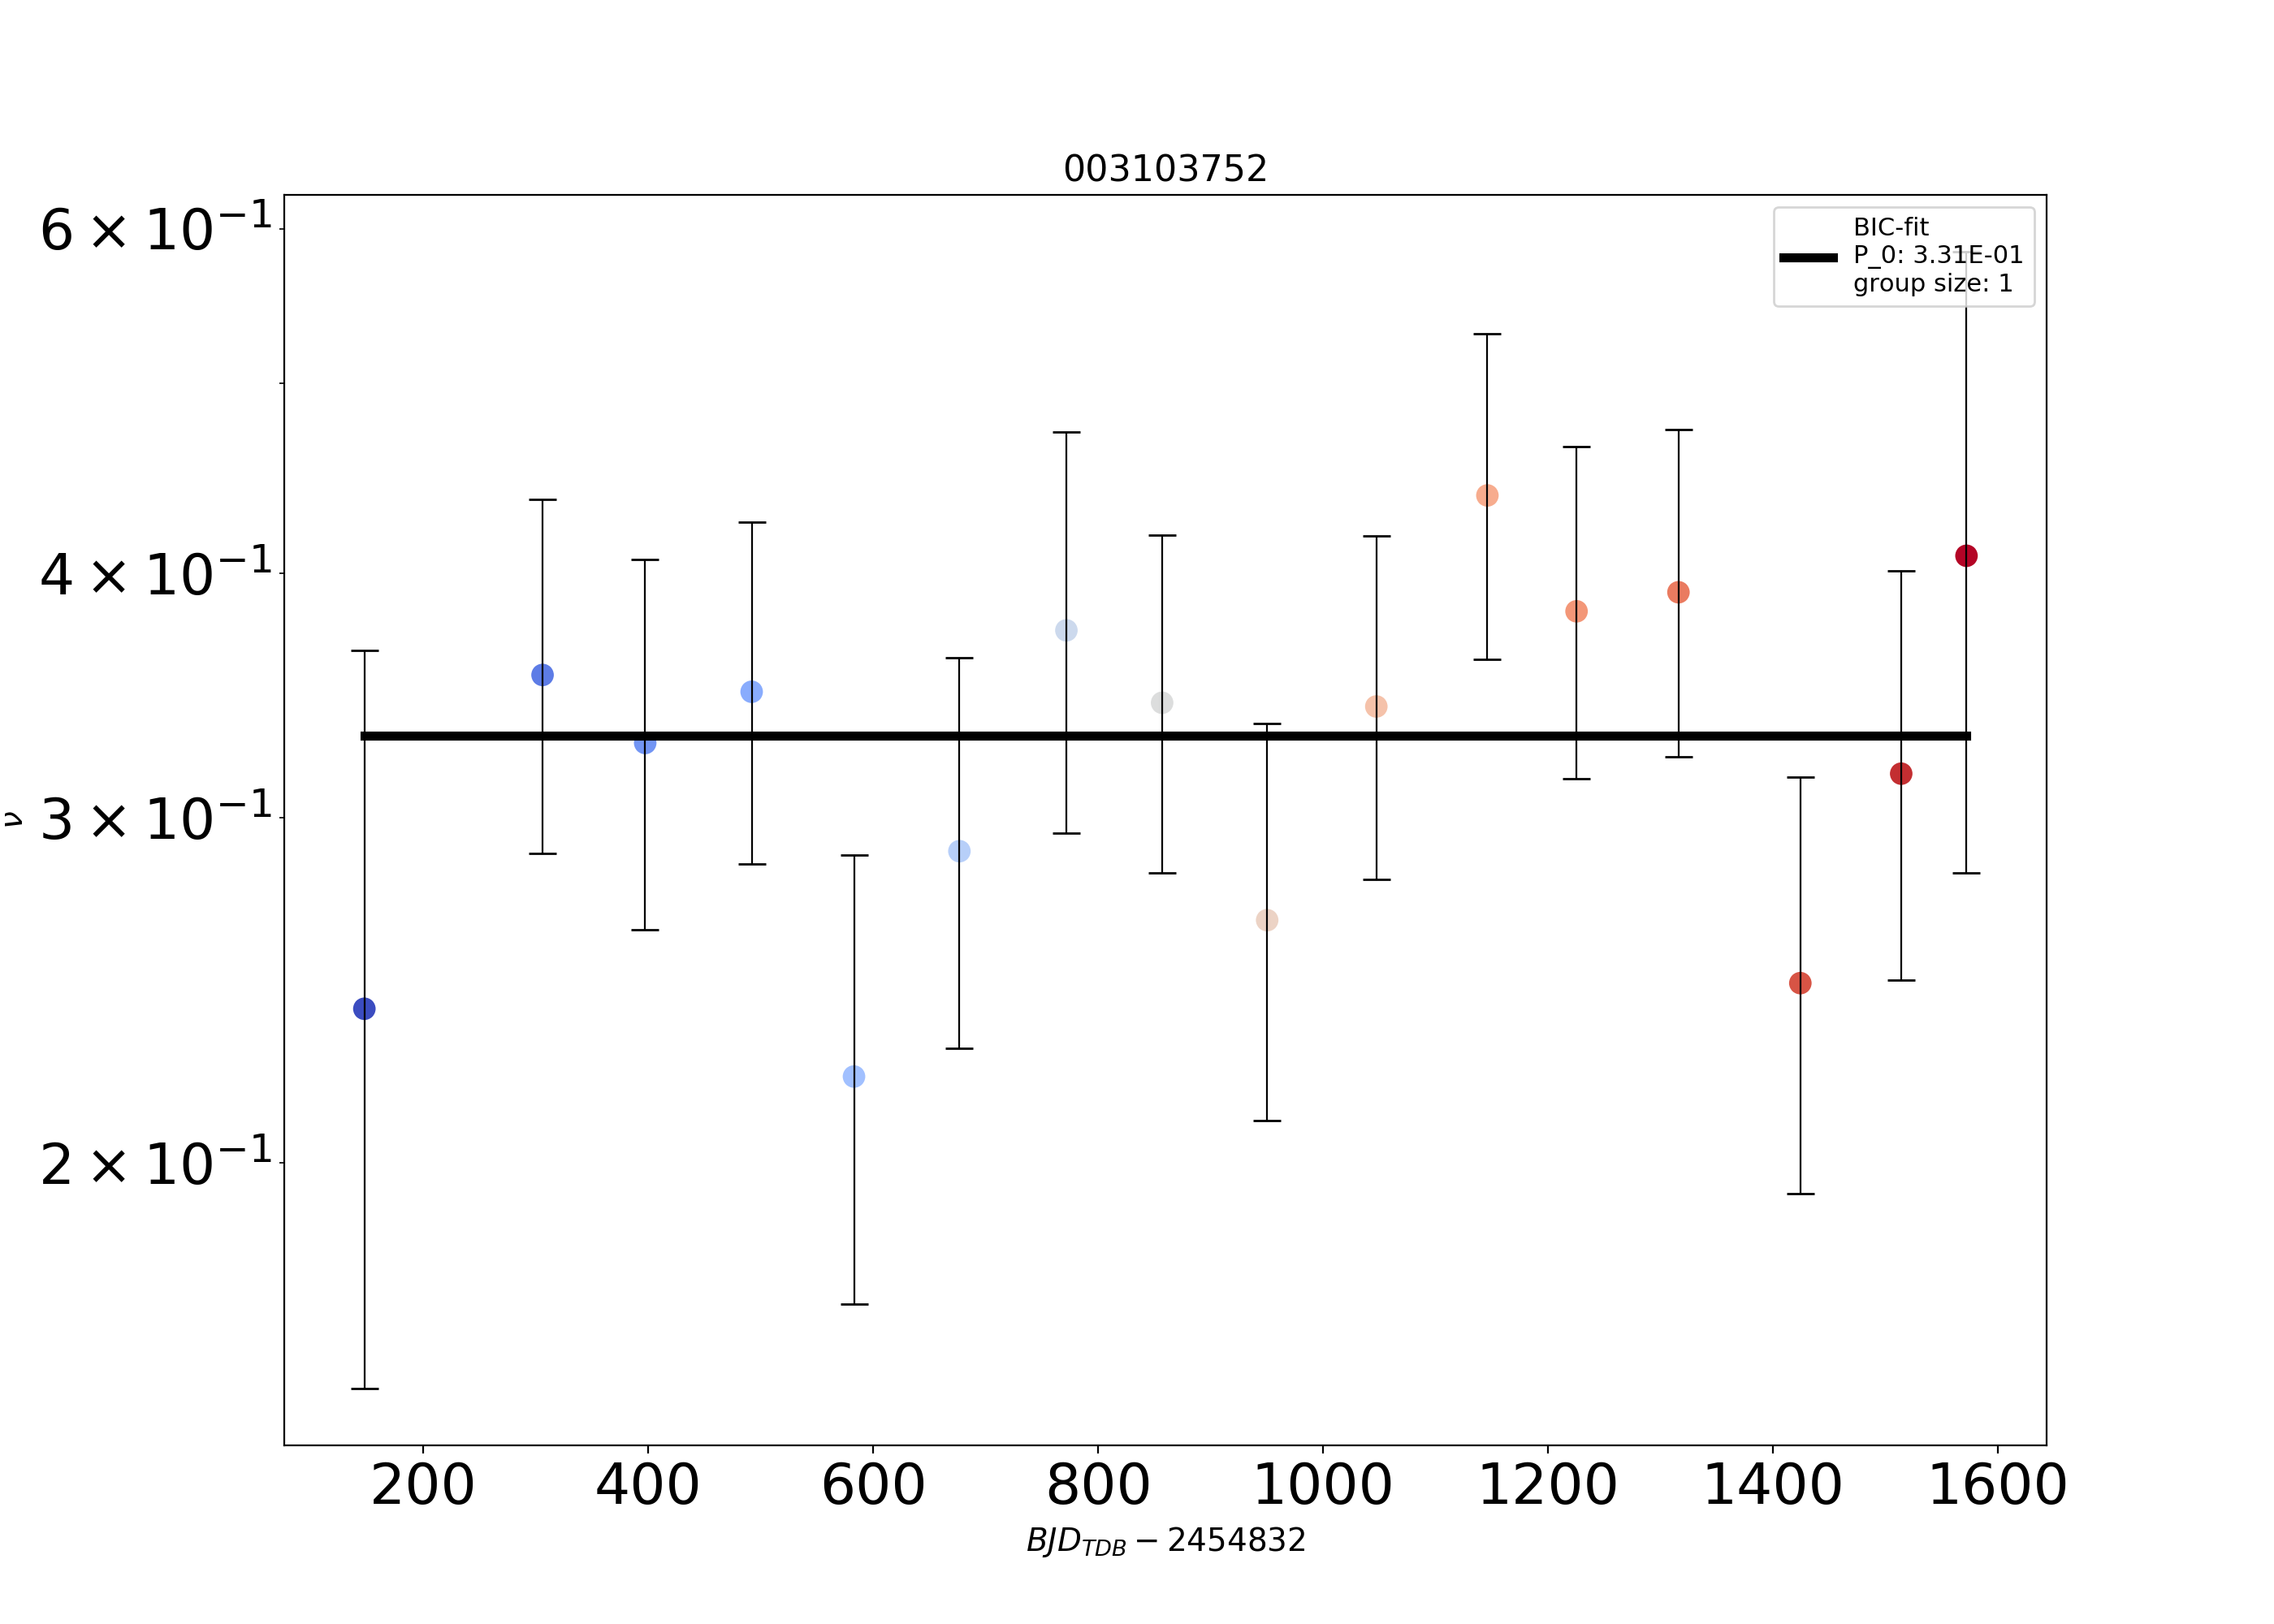 003103752
BIC-fit
P_0: 3.31E-01
group size: 1
6 × 10⁻¹
4 × 10⁻¹
3 × 10⁻¹
2 × 10⁻¹
ν
200 400 600 800 1000 1200 1400 1600
BJD_TDB − 2454832